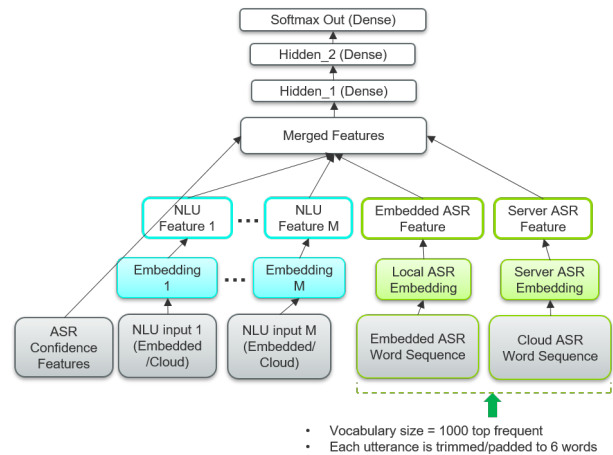 Softmax Out (Dense)
Hidden_2 (Dense)
Hidden_1 (Dense)
Merged Features
NLU
Feature 1
...
NLU
Feature M
Embedded ASR
Feature
Server ASR
Feature
Embedding
1
...
Embedding
M
Local ASR
Embedding
Server ASR
Embedding
ASR
Confidence
Features
NLU input 1
(Embedded
/Cloud)
NLU input M
(Embedded/
Cloud)
Embedded ASR
Word Sequence
Cloud ASR
Word Sequence
• Vocabulary size = 1000 top frequent
• Each utterance is trimmed/padded to 6 words